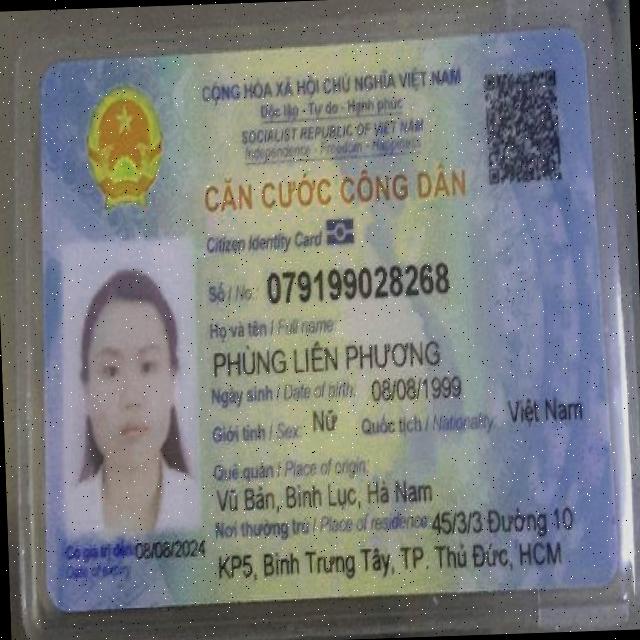 CỘNG HÒA XÃ HỘI CHỦ NGHĨA VIỆT NAM
Độc lập - Tự do - Hạnh phúc
SOCIALIST REPUBLIC OF VIET NAM
Independence - Freedom - Happiness
CĂN CƯỚC CÔNG DÂN
Citizen Identity Card
Số / No: 079199028268
Họ và tên / Full name:
PHÙNG LIÊN PHƯƠNG
Ngày sinh / Date of birth: 08/08/1999
Giới tính / Sex: Nữ Quốc tịch / Nationality: Việt Nam
Quê quán / Place of origin:
Vũ Bản, Bình Lục, Hà Nam
Nơi thường trú / Place of residence: 45/3/3 Đường 10
KP5, Bình Trưng Tây, TP. Thủ Đức, HCM
Có giá trị đến: 08/08/2024
Date of expiry